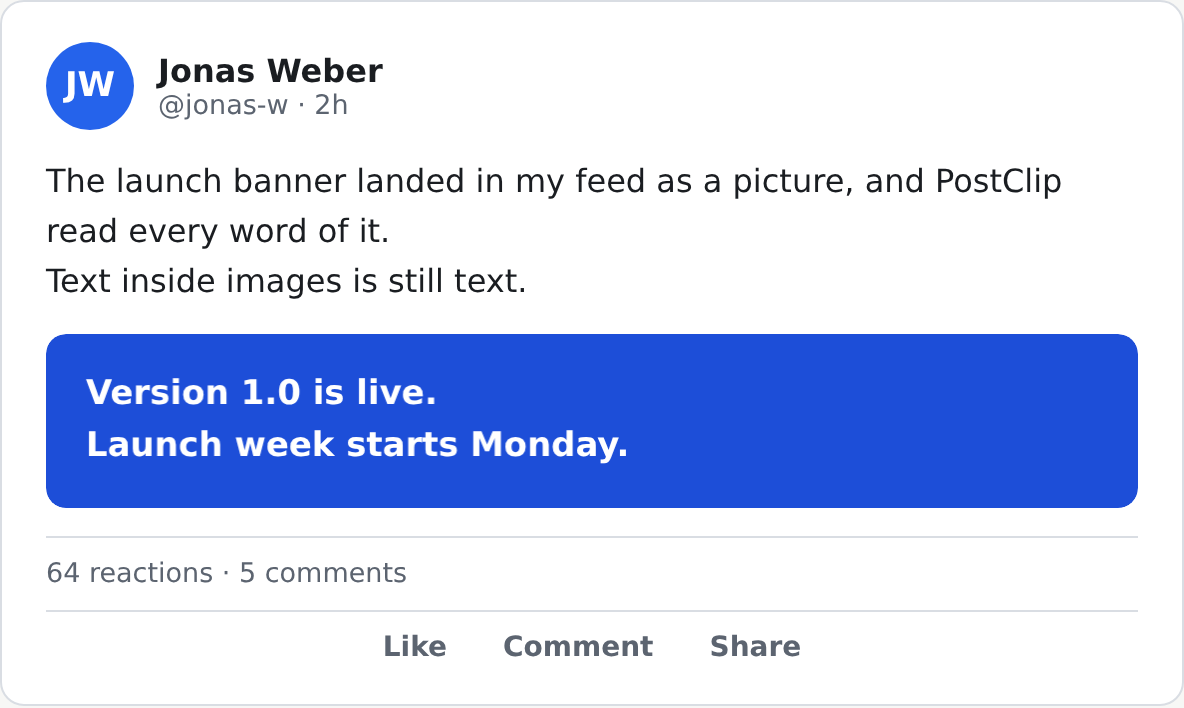 JW
Jonas Weber
@jonas-w · 2h
The launch banner landed in my feed as a picture, and PostClip
read every word of it.
Text inside images is still text.
Version 1.0 is live.
Launch week starts Monday.
64 reactions · 5 comments
Like Comment Share